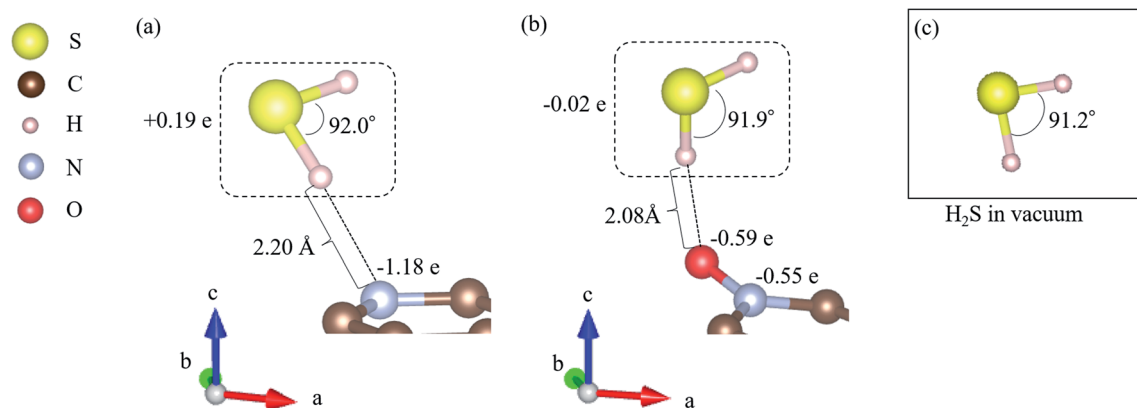 S
C
H
N
O
(a)
+0.19 e
92.0°
2.20 Å
-1.18 e
c
b
a
(b)
-0.02 e
91.9°
2.08Å
-0.59 e
-0.55 e
c
b
a
(c)
91.2°
H₂S in vacuum